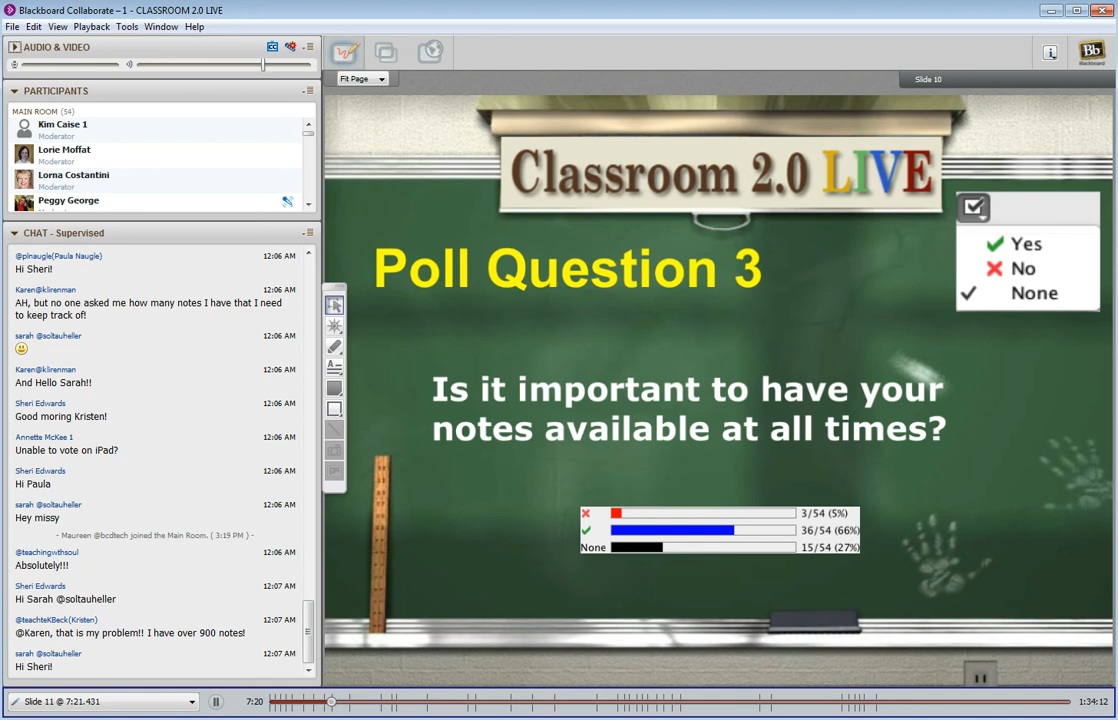 Blackboard Collaborate – 1 - CLASSROOM 2.0 LIVE
File Edit View Playback Tools Window Help
AUDIO & VIDEO
PARTICIPANTS
MAIN ROOM (54)
Kim Caise 1
Moderator
Lorie Moffat
Moderator
Lorna Costantini
Moderator
Peggy George
Moderator
CHAT - Supervised
@plnaugle{Paula Naugle} 12:06 AM
Hi Sheri!
Karen@klirenman 12:06 AM
AH, but no one asked me how many notes I have that I need
to keep track of!
sarah @soltauheller 12:06 AM
Karen@klirenman 12:06 AM
And Hello Sarah!!
Sheri Edwards 12:06 AM
Good moring Kristen!
Annette McKee 1 12:06 AM
Unable to vote on iPad?
Sheri Edwards 12:06 AM
Hi Paula
sarah @soltauheller 12:06 AM
Hey missy
- Maureen @bcdtech joined the Main Room. ( 3:19 PM ) -
@teachingwthsoul 12:06 AM
Absolutely!!!
Sheri Edwards 12:07 AM
Hi Sarah @soltauheller
@teachteKBeck(Kristen) 12:07 AM
@Karen, that is my problem!! I have over 900 notes!
sarah @soltauheller 12:07 AM
Hi Sheri!
Slide 11 @ 7:21.431
7:20
1:34:12
Fit Page
Slide 10
Bb
Blackboard
Classroom 2.0 LIVE
Poll Question 3
Yes
No
None
Is it important to have your
notes available at all times?
3/54 (5%)
36/54 (66%)
None 15/54 (27%)